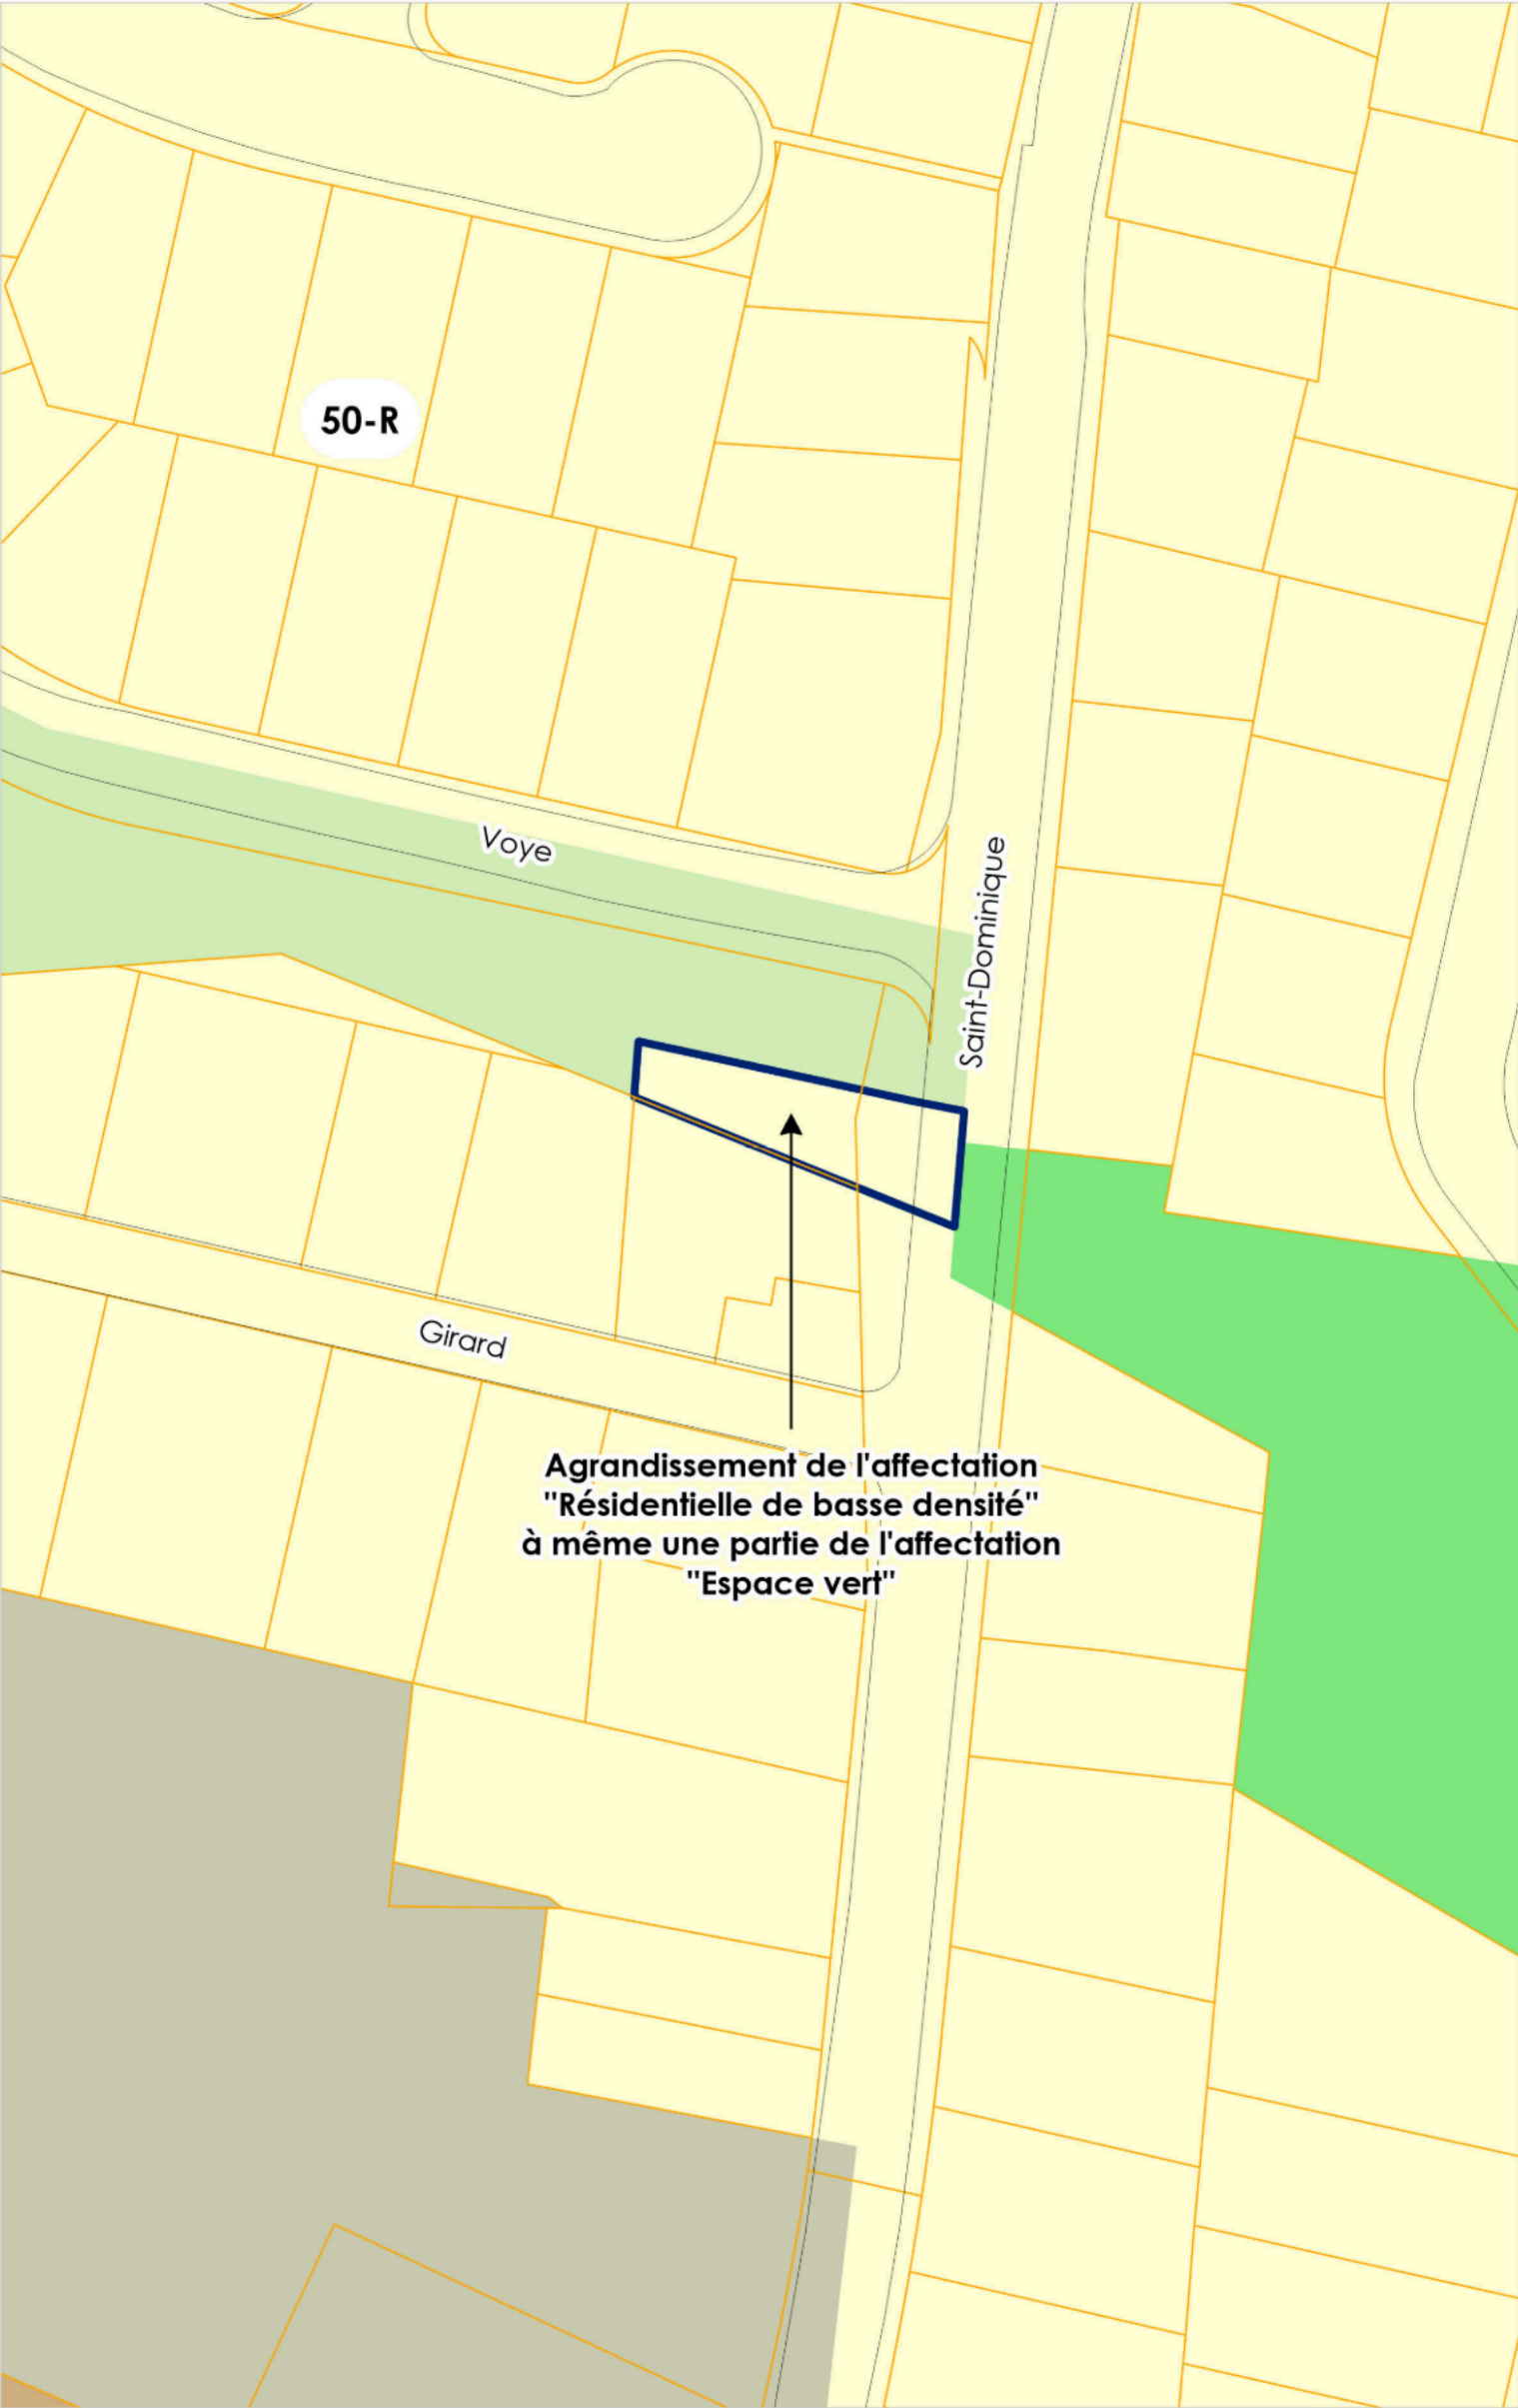 50-R
Voye
Saint-Dominique
Girard
Agrandissement de l'affectation
"Résidentielle de basse densité"
à même une partie de l'affectation
"Espace vert"